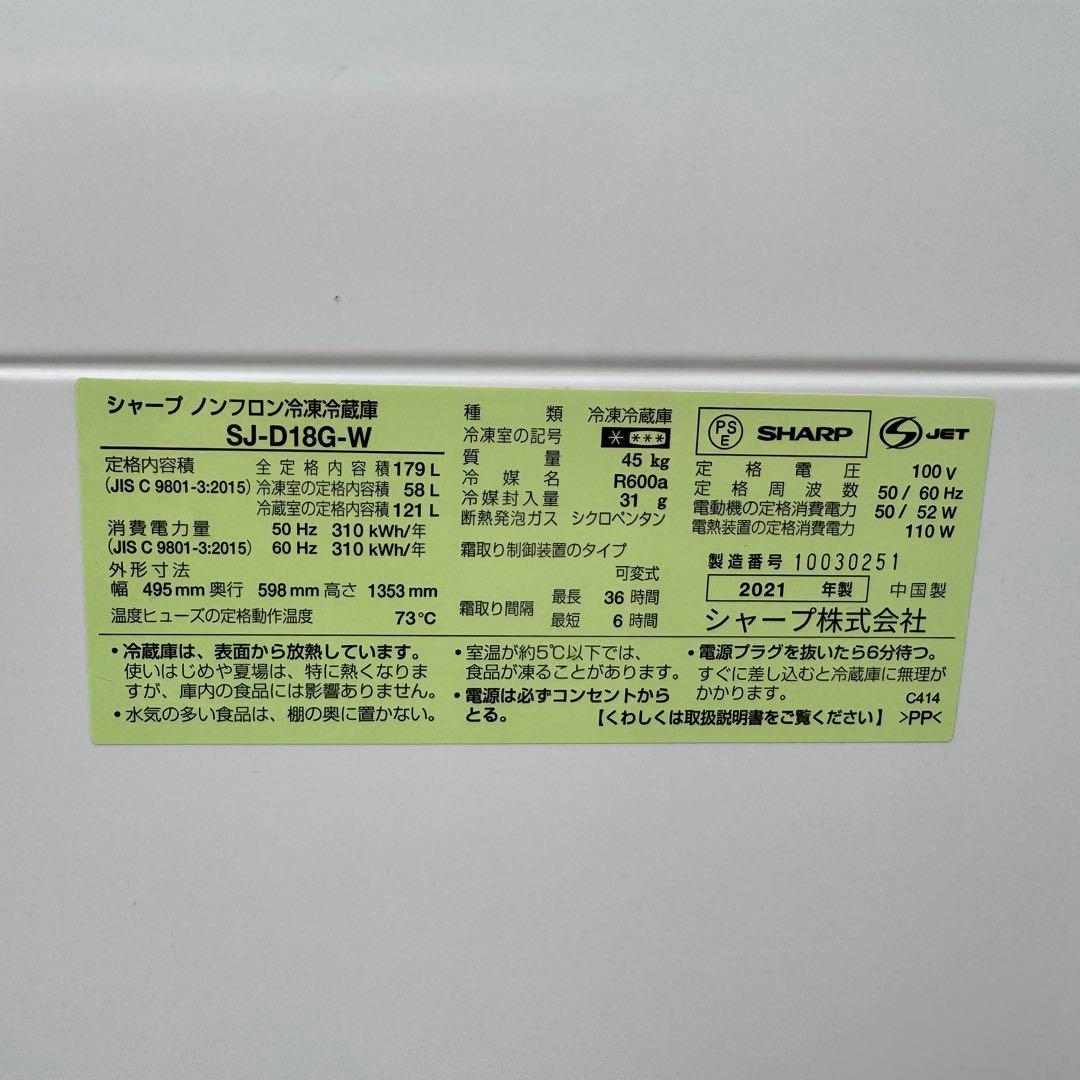 シャープ ノンフロン冷凍冷蔵庫
SJ-D18G-W
定格内容積 全定格内容積 179 L
(JIS C 9801-3:2015) 冷凍室の定格内容積 58 L
冷蔵室の定格内容積 121 L
消費電力量 50 Hz 310 kWh/年
(JIS C 9801-3:2015) 60 Hz 310 kWh/年
外形寸法
幅 495 mm 奥行 598 mm 高さ 1353 mm
温度ヒューズの定格動作温度 73℃
種類 冷凍冷蔵庫
冷凍室の記号 * ***
質量 45 kg
冷媒名 R600a
冷媒封入量 31 g
断熱発泡ガス シクロペンタン
霜取り制御装置のタイプ
可変式
霜取り間隔 最長 36 時間
最短 6 時間
PS E SHARP S JET
定格電圧 100 V
定格周波数 50 / 60 Hz
電動機の定格消費電力 50 / 52 W
電熱装置の定格消費電力 110 W
製造番号 10030251
2021 年製 中国製
シャープ株式会社
・冷蔵庫は、表面から放熱しています。
使いはじめや夏場は、特に熱くなりま
すが、庫内の食品には影響ありません。
・水気の多い食品は、棚の奥に置かない。
・室温が約5℃以下では、
食品が凍ることがあります。
・電源は必ずコンセントから
とる。
・電源プラグを抜いたら6分待つ。
すぐに差し込むと冷蔵庫に無理が
かかります。 C414
【くわしくは取扱説明書をご覧ください】 >PP<